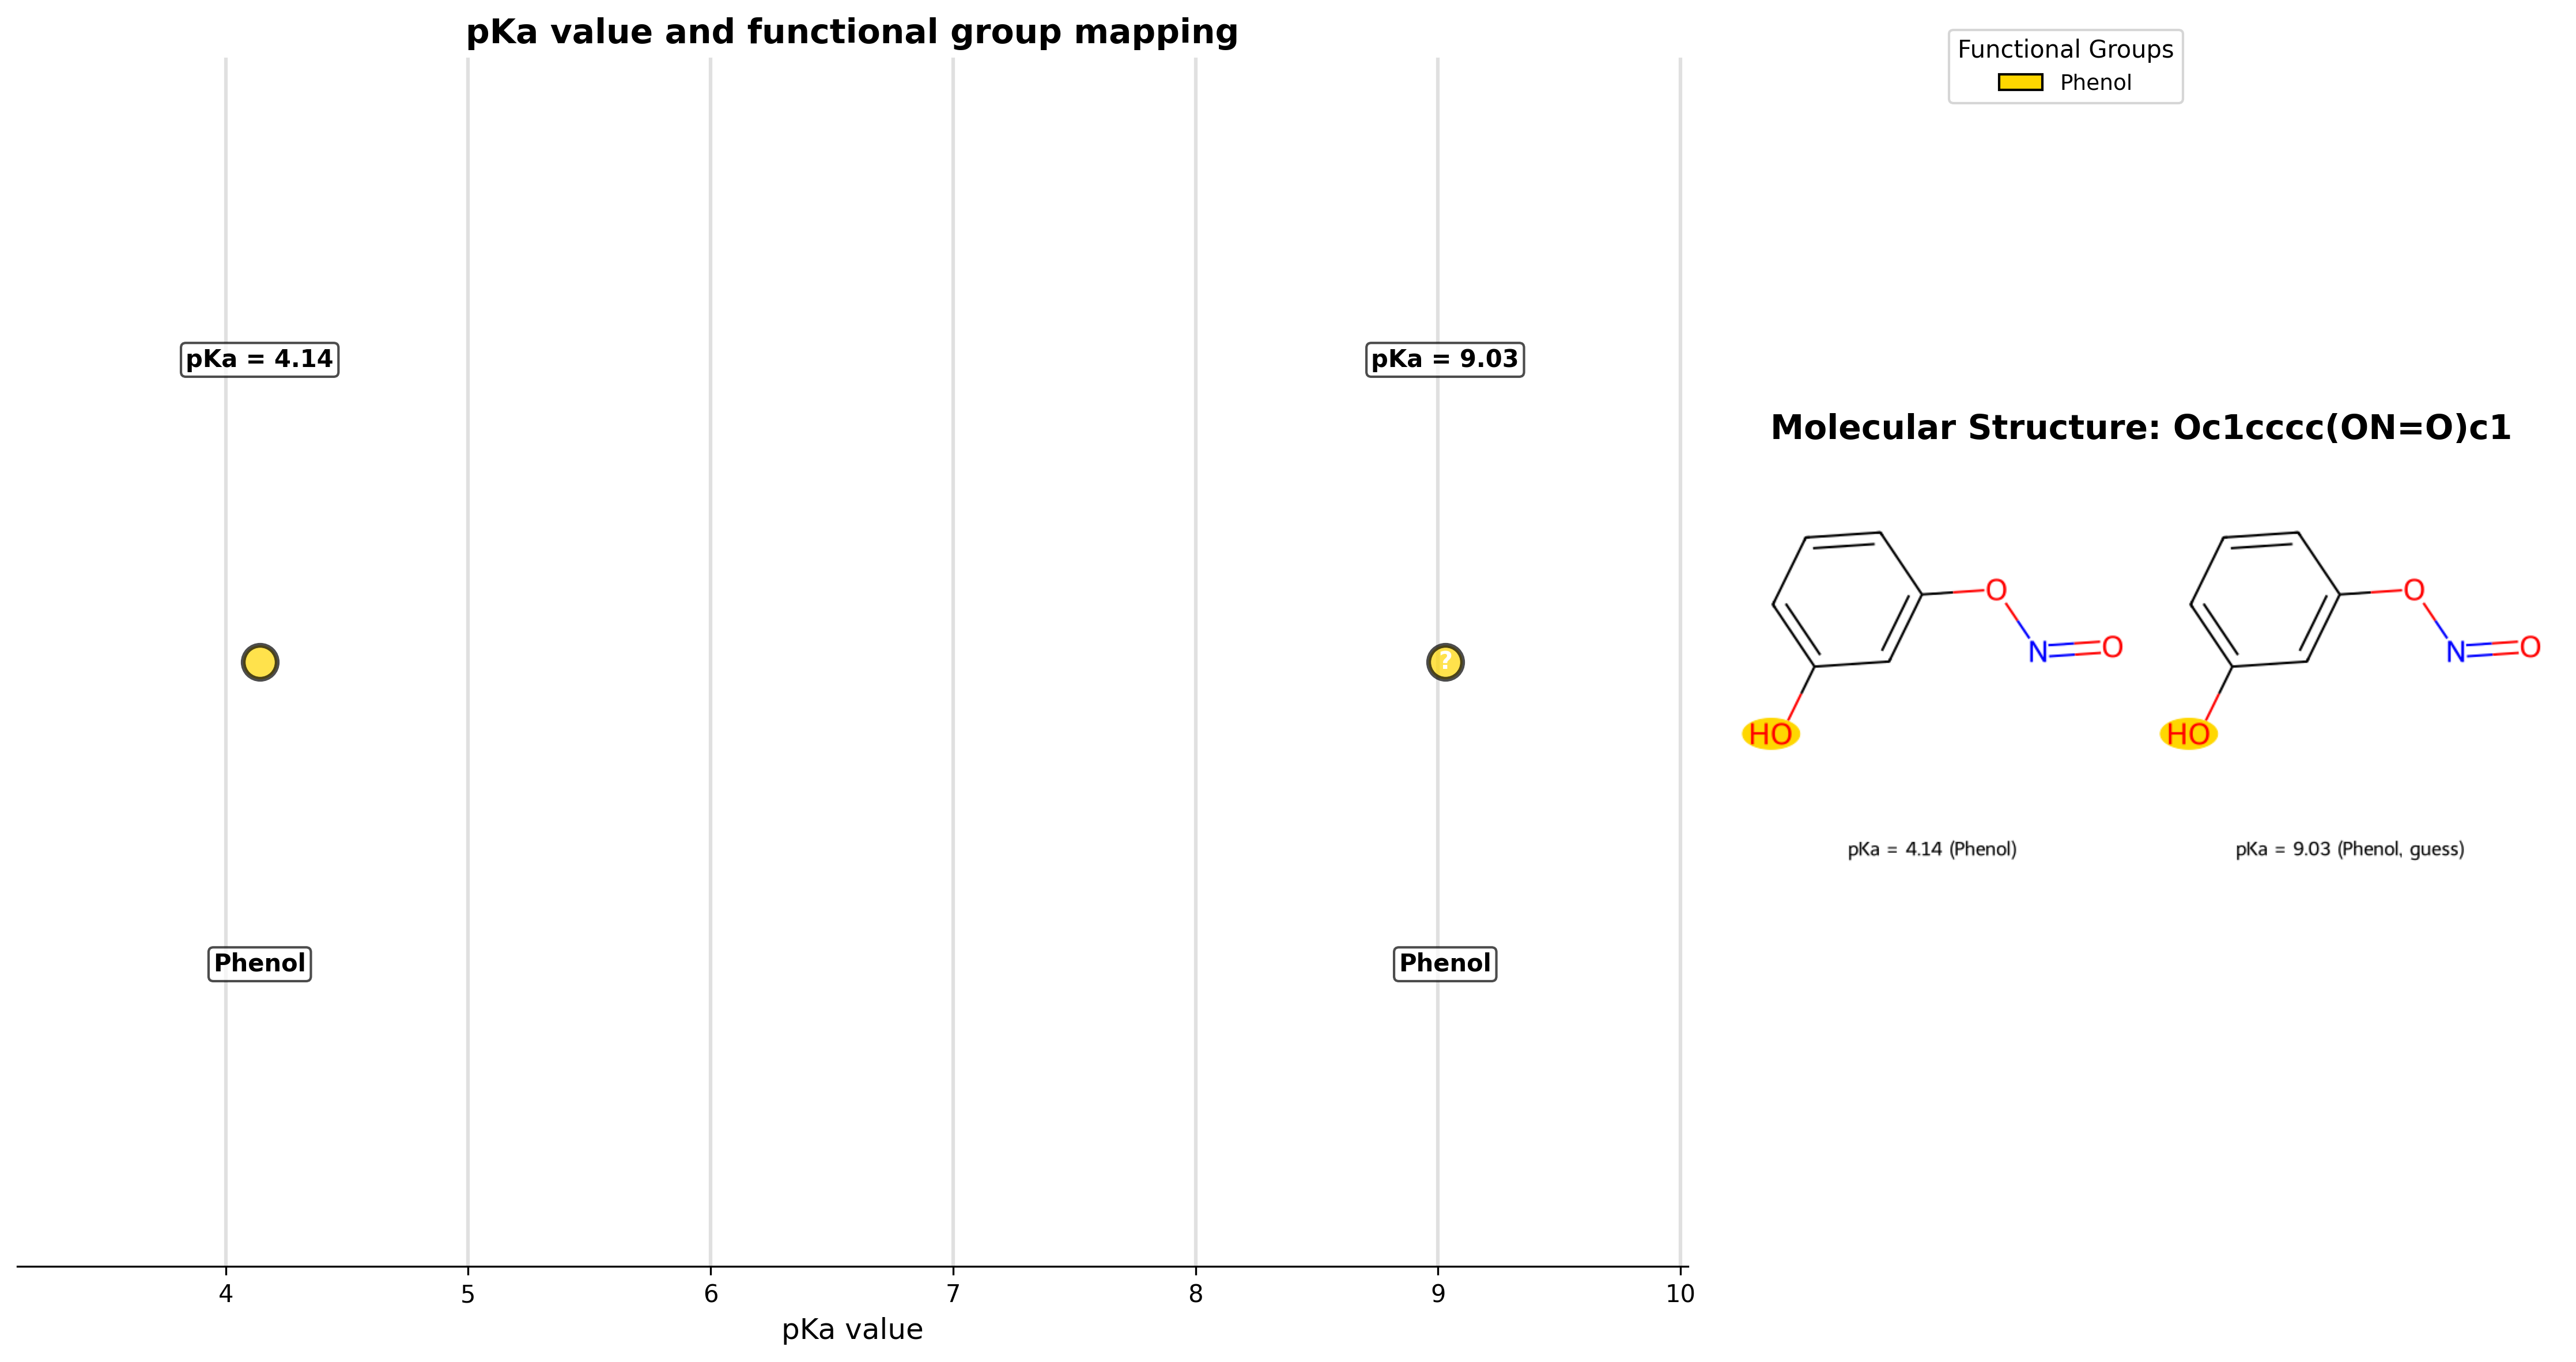 pKa value and functional group mapping
Functional Groups
Phenol
pKa = 4.14
pKa = 9.03
Molecular Structure: Oc1cccc(ON=O)c1
?
O
N
O
HO
O
N
O
HO
pKa = 4.14 (Phenol)
pKa = 9.03 (Phenol, guess)
Phenol
Phenol
4
5
6
7
8
9
10
pKa value